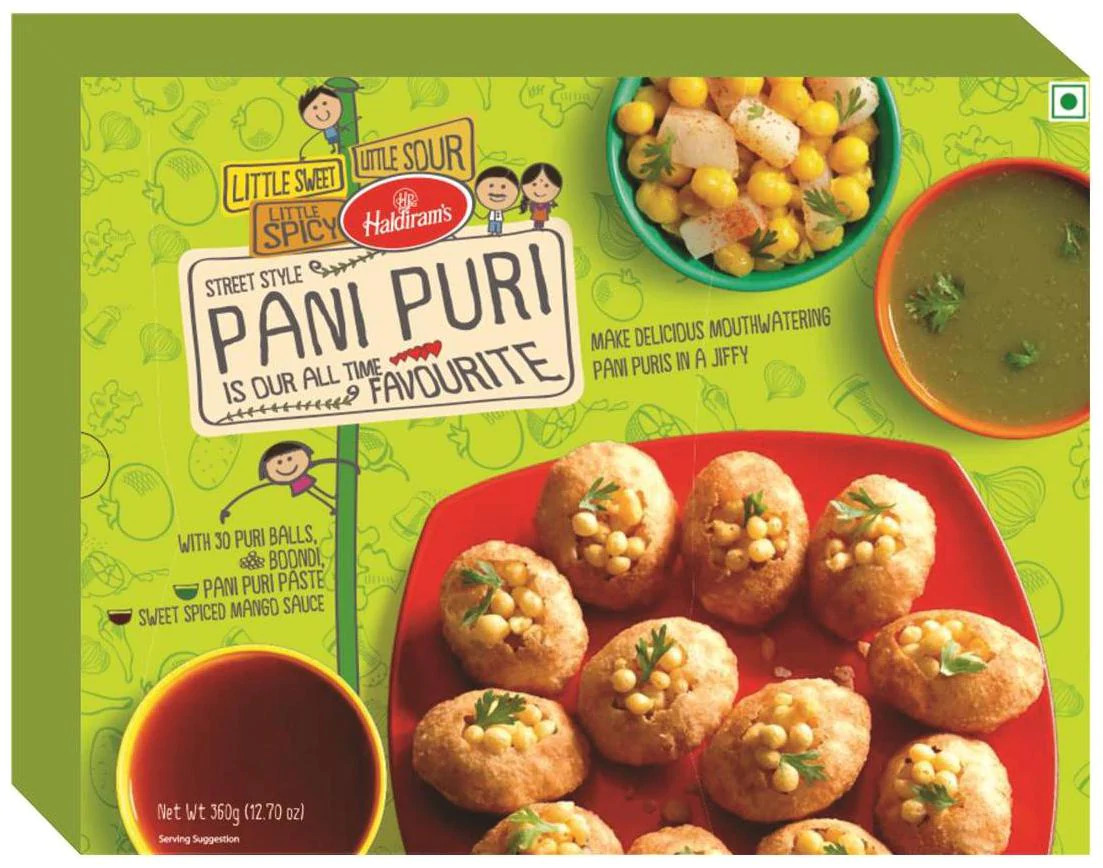 LITTLE SWEET
LITTLE SOUR
LITTLE
SPICY
HR
Haldiram's
STREET STYLE
PANI PURI
IS OUR ALL TIME
FAVOURITE
MAKE DELICIOUS MOUTHWATERING
PANI PURIS IN A JIFFY
WITH 30 PURI BALLS,
BOONDI,
PANI PURI PASTE
SWEET SPICED MANGO SAUCE
Net Wt 360g (12.70 oz)
Serving Suggestion